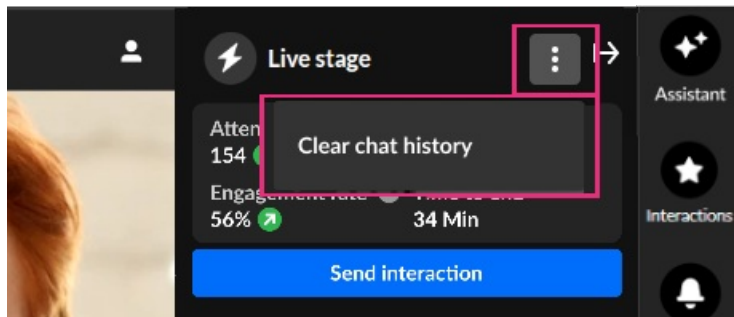 Live stage
Assistant
Atten
154
Clear chat history
Engagement rate
56%
34 Min
Interactions
Send interaction